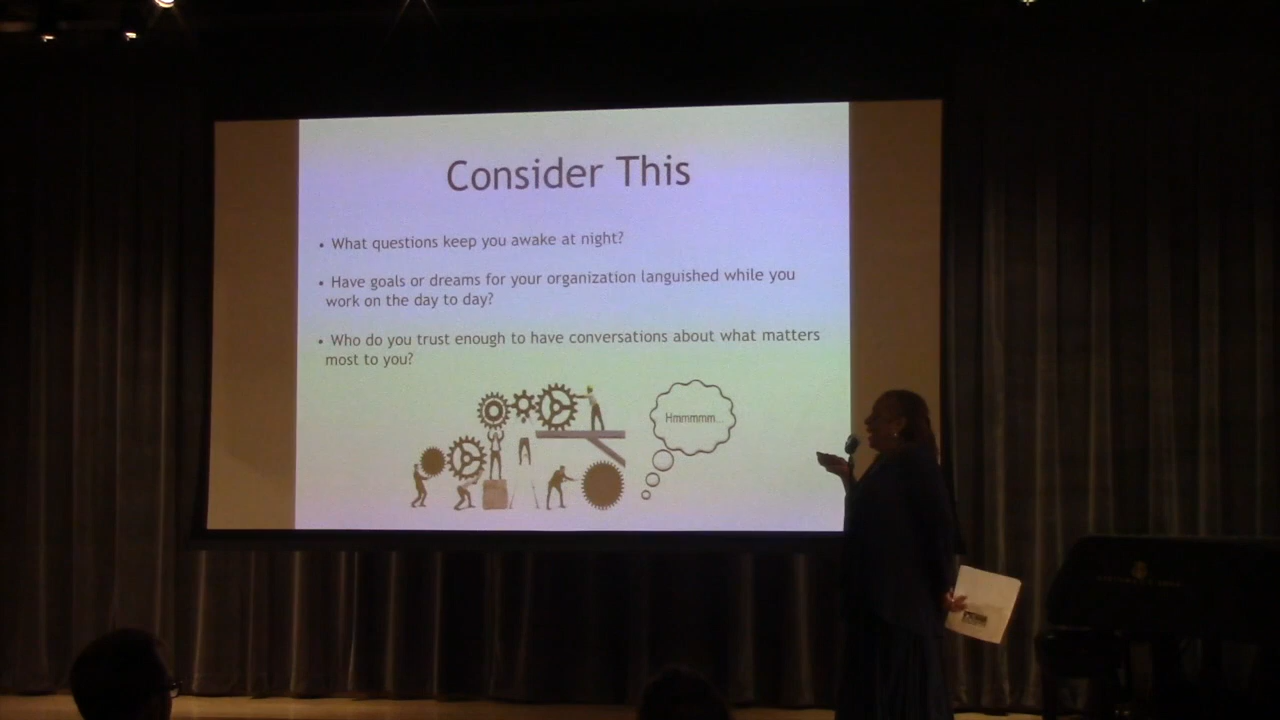 Consider This
• What questions keep you awake at night?
• Have goals or dreams for your organization languished while you
work on the day to day?
• Who do you trust enough to have conversations about what matters
most to you?
Hmmmmm...